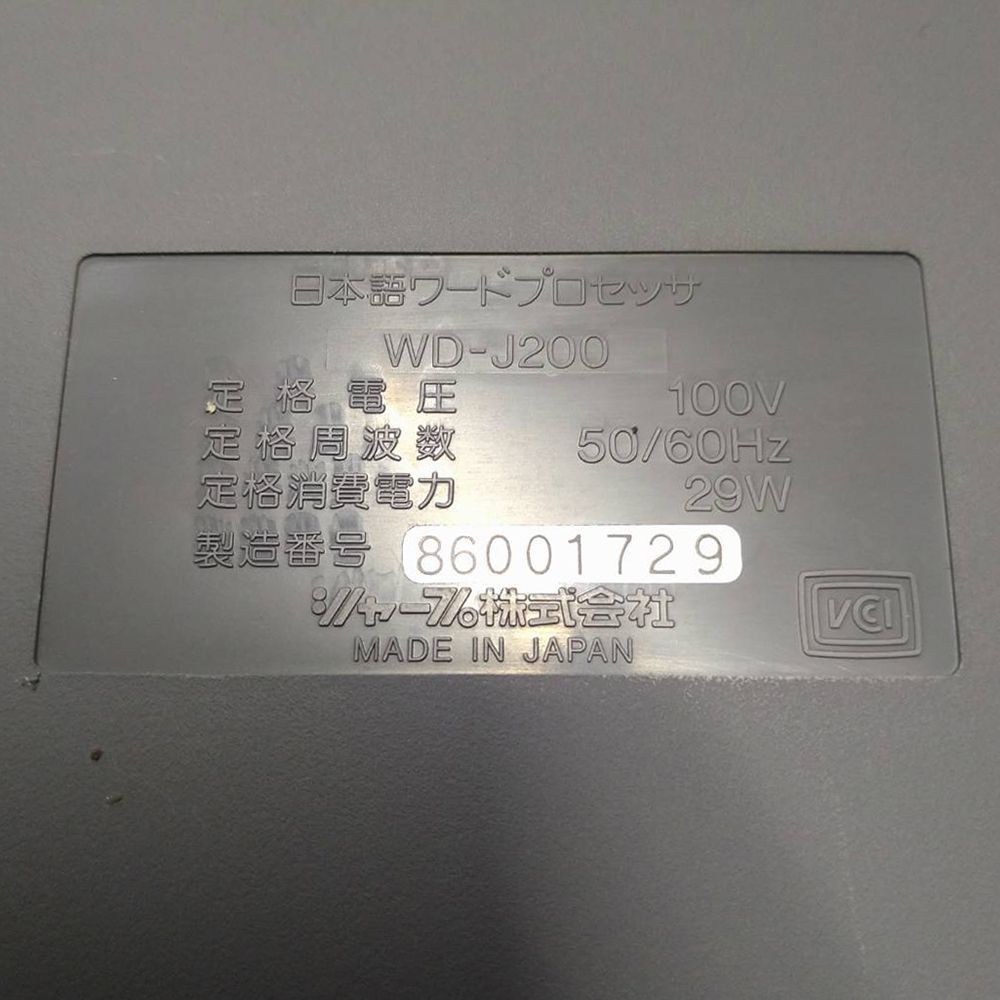 日本語ワードプロセッサ
WD-J200
定格電圧 100V
定格周波数 50/60Hz
定格消費電力 29W
製造番号 86001729
シャープ株式会社
MADE IN JAPAN
VCI